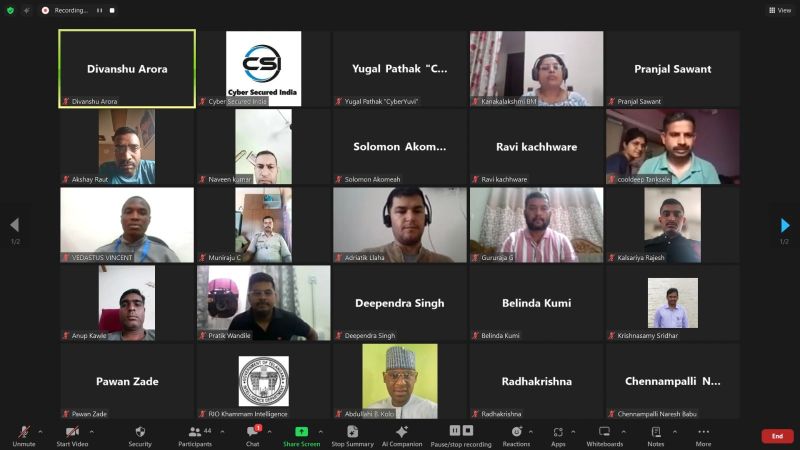 Recording...
View
Divanshu Arora
Divanshu Arora
CSI
Cyber Secured India
Cyber Secured India
Yugal Pathak "C...
Yugal Pathak "CyberYuvi"
Kanakalakshmi BM
Pranjal Sawant
Pranjal Sawant
Akshay Raut
Naveen kumar
Solomon Akom...
Solomon Akomeah
Ravi kachhware
Ravi kachhware
cooldeep Tanksale
VEDASTUS VINCENT
Muniraju C
Adriatik Llaha
Gururaja G
Kalsariya Rajesh
Anup Kawle
Pratik Wandile
Deependra Singh
Deependra Singh
Belinda Kumi
Belinda Kumi
Krishnasamy Sridhar
Pawan Zade
Pawan Zade
RIO Khammam Intelligence
Abdullahi B. Kolo
Radhakrishna
Radhakrishna
Chennampalli N...
Chennampalli Naresh Babu
1/2
1/2
Unmute
Start Video
Security
Participants
44
Chat
1
Share Screen
Stop Summary
AI Companion
Pause/stop recording
Reactions
Apps
Whiteboards
Notes
More
End